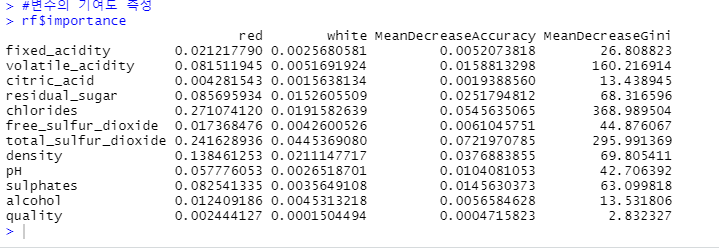 > #변수의 기여도 측정
> rf$importance
red white MeanDecreaseAccuracy MeanDecreaseGini
fixed_acidity 0.021217790 0.0025680581 0.0052073818 26.808823
volatile_acidity 0.081511945 0.0051691924 0.0158813298 160.216914
citric_acid 0.004281543 0.0015638134 0.0019388560 13.438945
residual_sugar 0.085695934 0.0152605509 0.0251794812 68.316596
chlorides 0.271074120 0.0191582639 0.0545635065 368.989504
free_sulfur_dioxide 0.017368476 0.0042600526 0.0061045751 44.876067
total_sulfur_dioxide 0.241628936 0.0445369080 0.0721970785 295.991369
density 0.138461253 0.0211147717 0.0376883855 69.805411
pH 0.057776053 0.0026518701 0.0104081053 42.706392
sulphates 0.082541335 0.0035649108 0.0145630373 63.099818
alcohol 0.012409186 0.0045313218 0.0056584628 13.531806
quality 0.002444127 0.0001504494 0.0004715823 2.832327
>